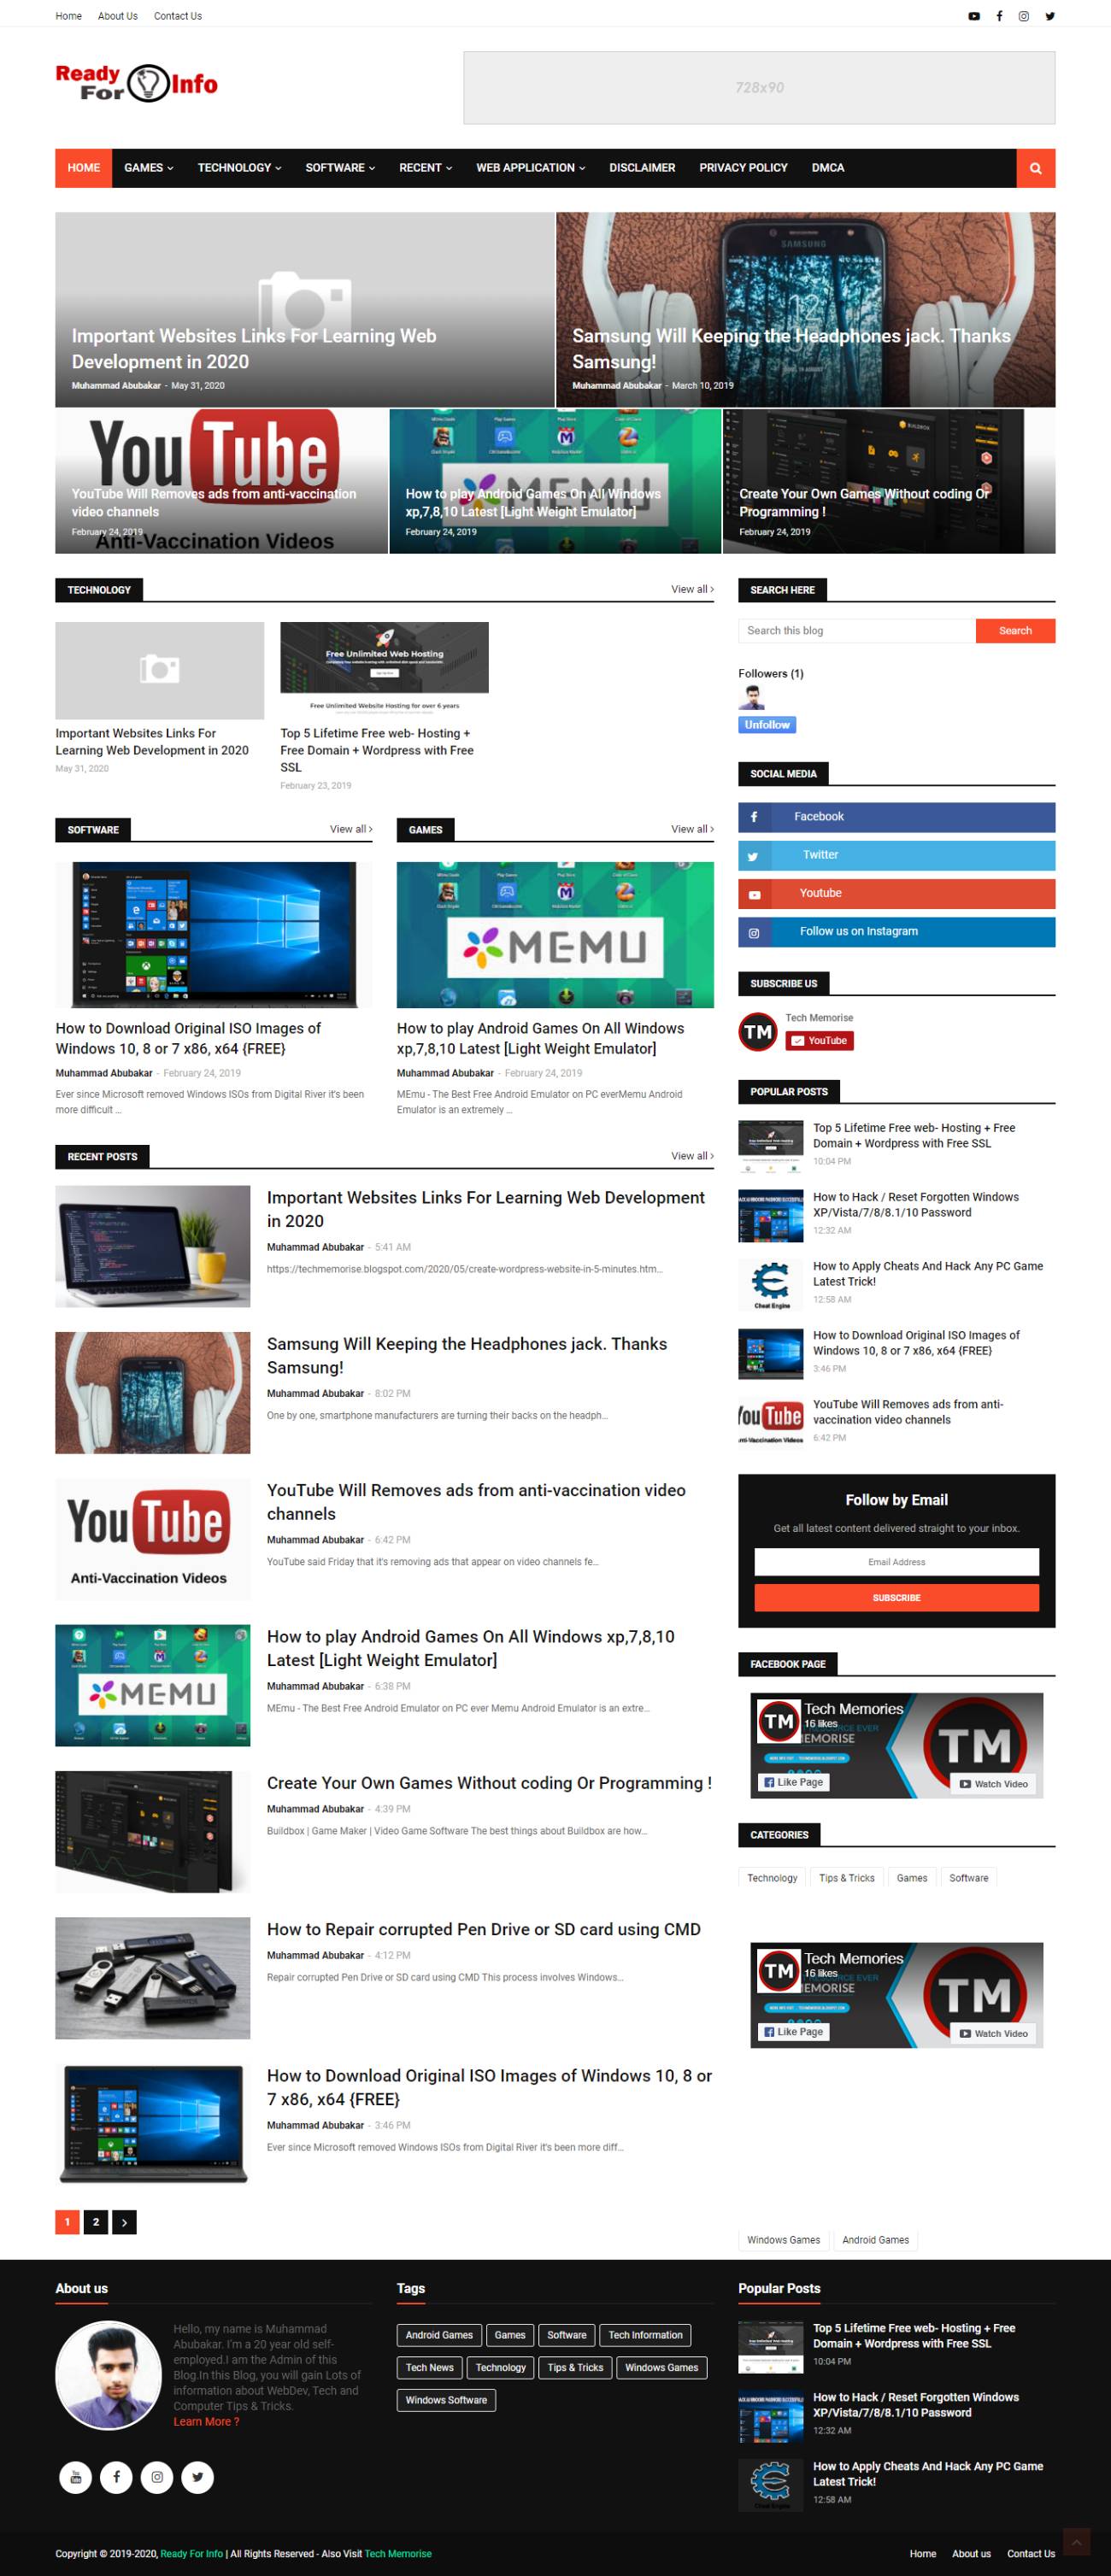 Home About Us Contact Us
Ready For Info
728x90
HOME GAMES TECHNOLOGY SOFTWARE RECENT WEB APPLICATION DISCLAIMER PRIVACY POLICY DMCA
Important Websites Links For Learning Web
Development in 2020
Muhammad Abubakar - May 31, 2020
SAMSUNG
Samsung Will Keeping the Headphones jack. Thanks
Samsung!
Muhammad Abubakar - March 10, 2019
YouTube
YouTube Will Removes ads from anti-vaccination
video channels
February 24, 2019
Anti-Vaccination Videos
How to play Android Games On All Windows
xp,7,8,10 Latest [Light Weight Emulator]
February 24, 2019
Create Your Own Games Without coding Or
Programming !
February 24, 2019
TECHNOLOGY View all
Free Unlimited Web Hosting
Free Unlimited Website Hosting for over 6 years
Important Websites Links For
Learning Web Development in 2020
May 31, 2020
Top 5 Lifetime Free web- Hosting +
Free Domain + Wordpress with Free
SSL
February 23, 2019
SOFTWARE View all
How to Download Original ISO Images of
Windows 10, 8 or 7 x86, x64 {FREE}
Muhammad Abubakar - February 24, 2019
Ever since Microsoft removed Windows ISOs from Digital River it's been
more difficult ...
GAMES View all
MEMU
How to play Android Games On All Windows
xp,7,8,10 Latest [Light Weight Emulator]
Muhammad Abubakar - February 24, 2019
MEmu - The Best Free Android Emulator on PC everMemu Android
Emulator is an extremely ...
RECENT POSTS View all
Important Websites Links For Learning Web Development
in 2020
Muhammad Abubakar - 5:41 AM
https://techmemorise.blogspot.com/2020/05/create-wordpress-website-in-5-minutes.htm...
Samsung Will Keeping the Headphones jack. Thanks
Samsung!
Muhammad Abubakar - 8:02 PM
One by one, smartphone manufacturers are turning their backs on the headph...
YouTube
Anti-Vaccination Videos
YouTube Will Removes ads from anti-vaccination video
channels
Muhammad Abubakar - 6:42 PM
YouTube said Friday that it's removing ads that appear on video channels fe...
MEMU
How to play Android Games On All Windows xp,7,8,10
Latest [Light Weight Emulator]
Muhammad Abubakar - 6:38 PM
MEmu - The Best Free Android Emulator on PC ever Memu Android Emulator is an extre...
Create Your Own Games Without coding Or Programming !
Muhammad Abubakar - 4:39 PM
Buildbox | Game Maker | Video Game Software The best things about Buildbox are how...
How to Repair corrupted Pen Drive or SD card using CMD
Muhammad Abubakar - 4:12 PM
Repair corrupted Pen Drive or SD card using CMD This process involves Windows...
How to Download Original ISO Images of Windows 10, 8 or
7 x86, x64 {FREE}
Muhammad Abubakar - 3:46 PM
Ever since Microsoft removed Windows ISOs from Digital River it's been more diff...
1 2
SEARCH HERE
Search this blog Search
Followers (1)
Unfollow
SOCIAL MEDIA
Facebook
Twitter
Youtube
Follow us on Instagram
SUBSCRIBE US
TM Tech Memorise
YouTube
POPULAR POSTS
Top 5 Lifetime Free web- Hosting + Free
Domain + Wordpress with Free SSL
10:04 PM
How to Hack / Reset Forgotten Windows
XP/Vista/7/8/8.1/10 Password
12:32 AM
Cheat Engine
How to Apply Cheats And Hack Any PC Game
Latest Trick!
12:58 AM
How to Download Original ISO Images of
Windows 10, 8 or 7 x86, x64 {FREE}
3:46 PM
YouTube Will Removes ads from anti-
vaccination video channels
6:42 PM
Follow by Email
Get all latest content delivered straight to your inbox.
Email Address
SUBSCRIBE
FACEBOOK PAGE
TM Tech Memories
16 likes
EMORISE
TM
Like Page Watch Video
CATEGORIES
Technology Tips & Tricks Games Software
TM Tech Memories
16 likes
EMORISE
TM
Like Page Watch Video
Windows Games Android Games
About us
Hello, my name is Muhammad
Abubakar. I'm a 20 year old self-
employed.I am the Admin of this
Blog.In this Blog, you will gain Lots of
information about WebDev, Tech and
Computer Tips & Tricks.
Learn More ?
Tags
Android Games Games Software Tech Information
Tech News Technology Tips & Tricks Windows Games
Windows Software
Popular Posts
Top 5 Lifetime Free web- Hosting + Free
Domain + Wordpress with Free SSL
10:04 PM
How to Hack / Reset Forgotten Windows
XP/Vista/7/8/8.1/10 Password
12:32 AM
How to Apply Cheats And Hack Any PC Game
Latest Trick!
12:58 AM
Copyright © 2019-2020, Ready For Info | All Rights Reserved - Also Visit Tech Memorise
Home About us Contact Us